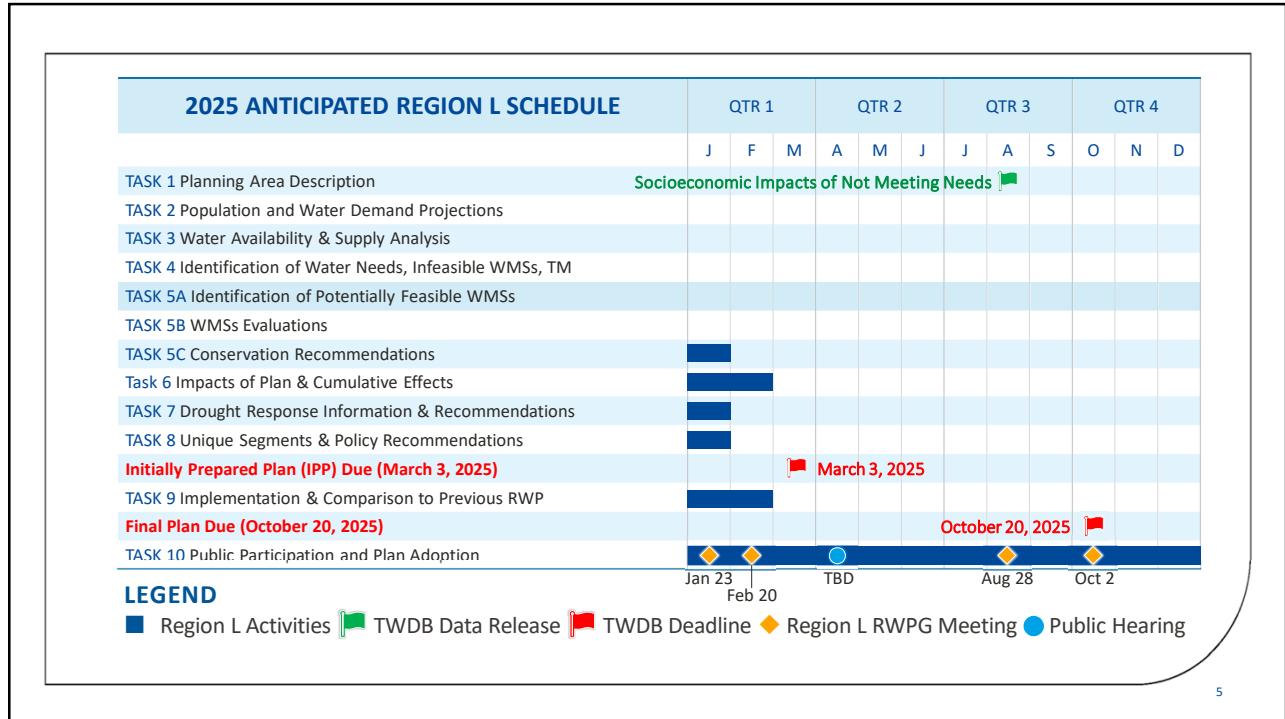 2025 ANTICIPATED REGION L SCHEDULE QTR 1 QTR 2 QTR 3 QTR 4
J F M A M J J A S O N D
TASK 1 Planning Area Description Socioeconomic Impacts of Not Meeting Needs
TASK 2 Population and Water Demand Projections
TASK 3 Water Availability & Supply Analysis
TASK 4 Identification of Water Needs, Infeasible WMSs, TM
TASK 5A Identification of Potentially Feasible WMSs
TASK 5B WMSs Evaluations
TASK 5C Conservation Recommendations
Task 6 Impacts of Plan & Cumulative Effects
TASK 7 Drought Response Information & Recommendations
TASK 8 Unique Segments & Policy Recommendations
Initially Prepared Plan (IPP) Due (March 3, 2025) March 3, 2025
TASK 9 Implementation & Comparison to Previous RWP
Final Plan Due (October 20, 2025) October 20, 2025
TASK 10 Public Participation and Plan Adoption
Jan 23 TBD Aug 28 Oct 2
Feb 20
LEGEND
Region L Activities TWDB Data Release TWDB Deadline Region L RWPG Meeting Public Hearing
5